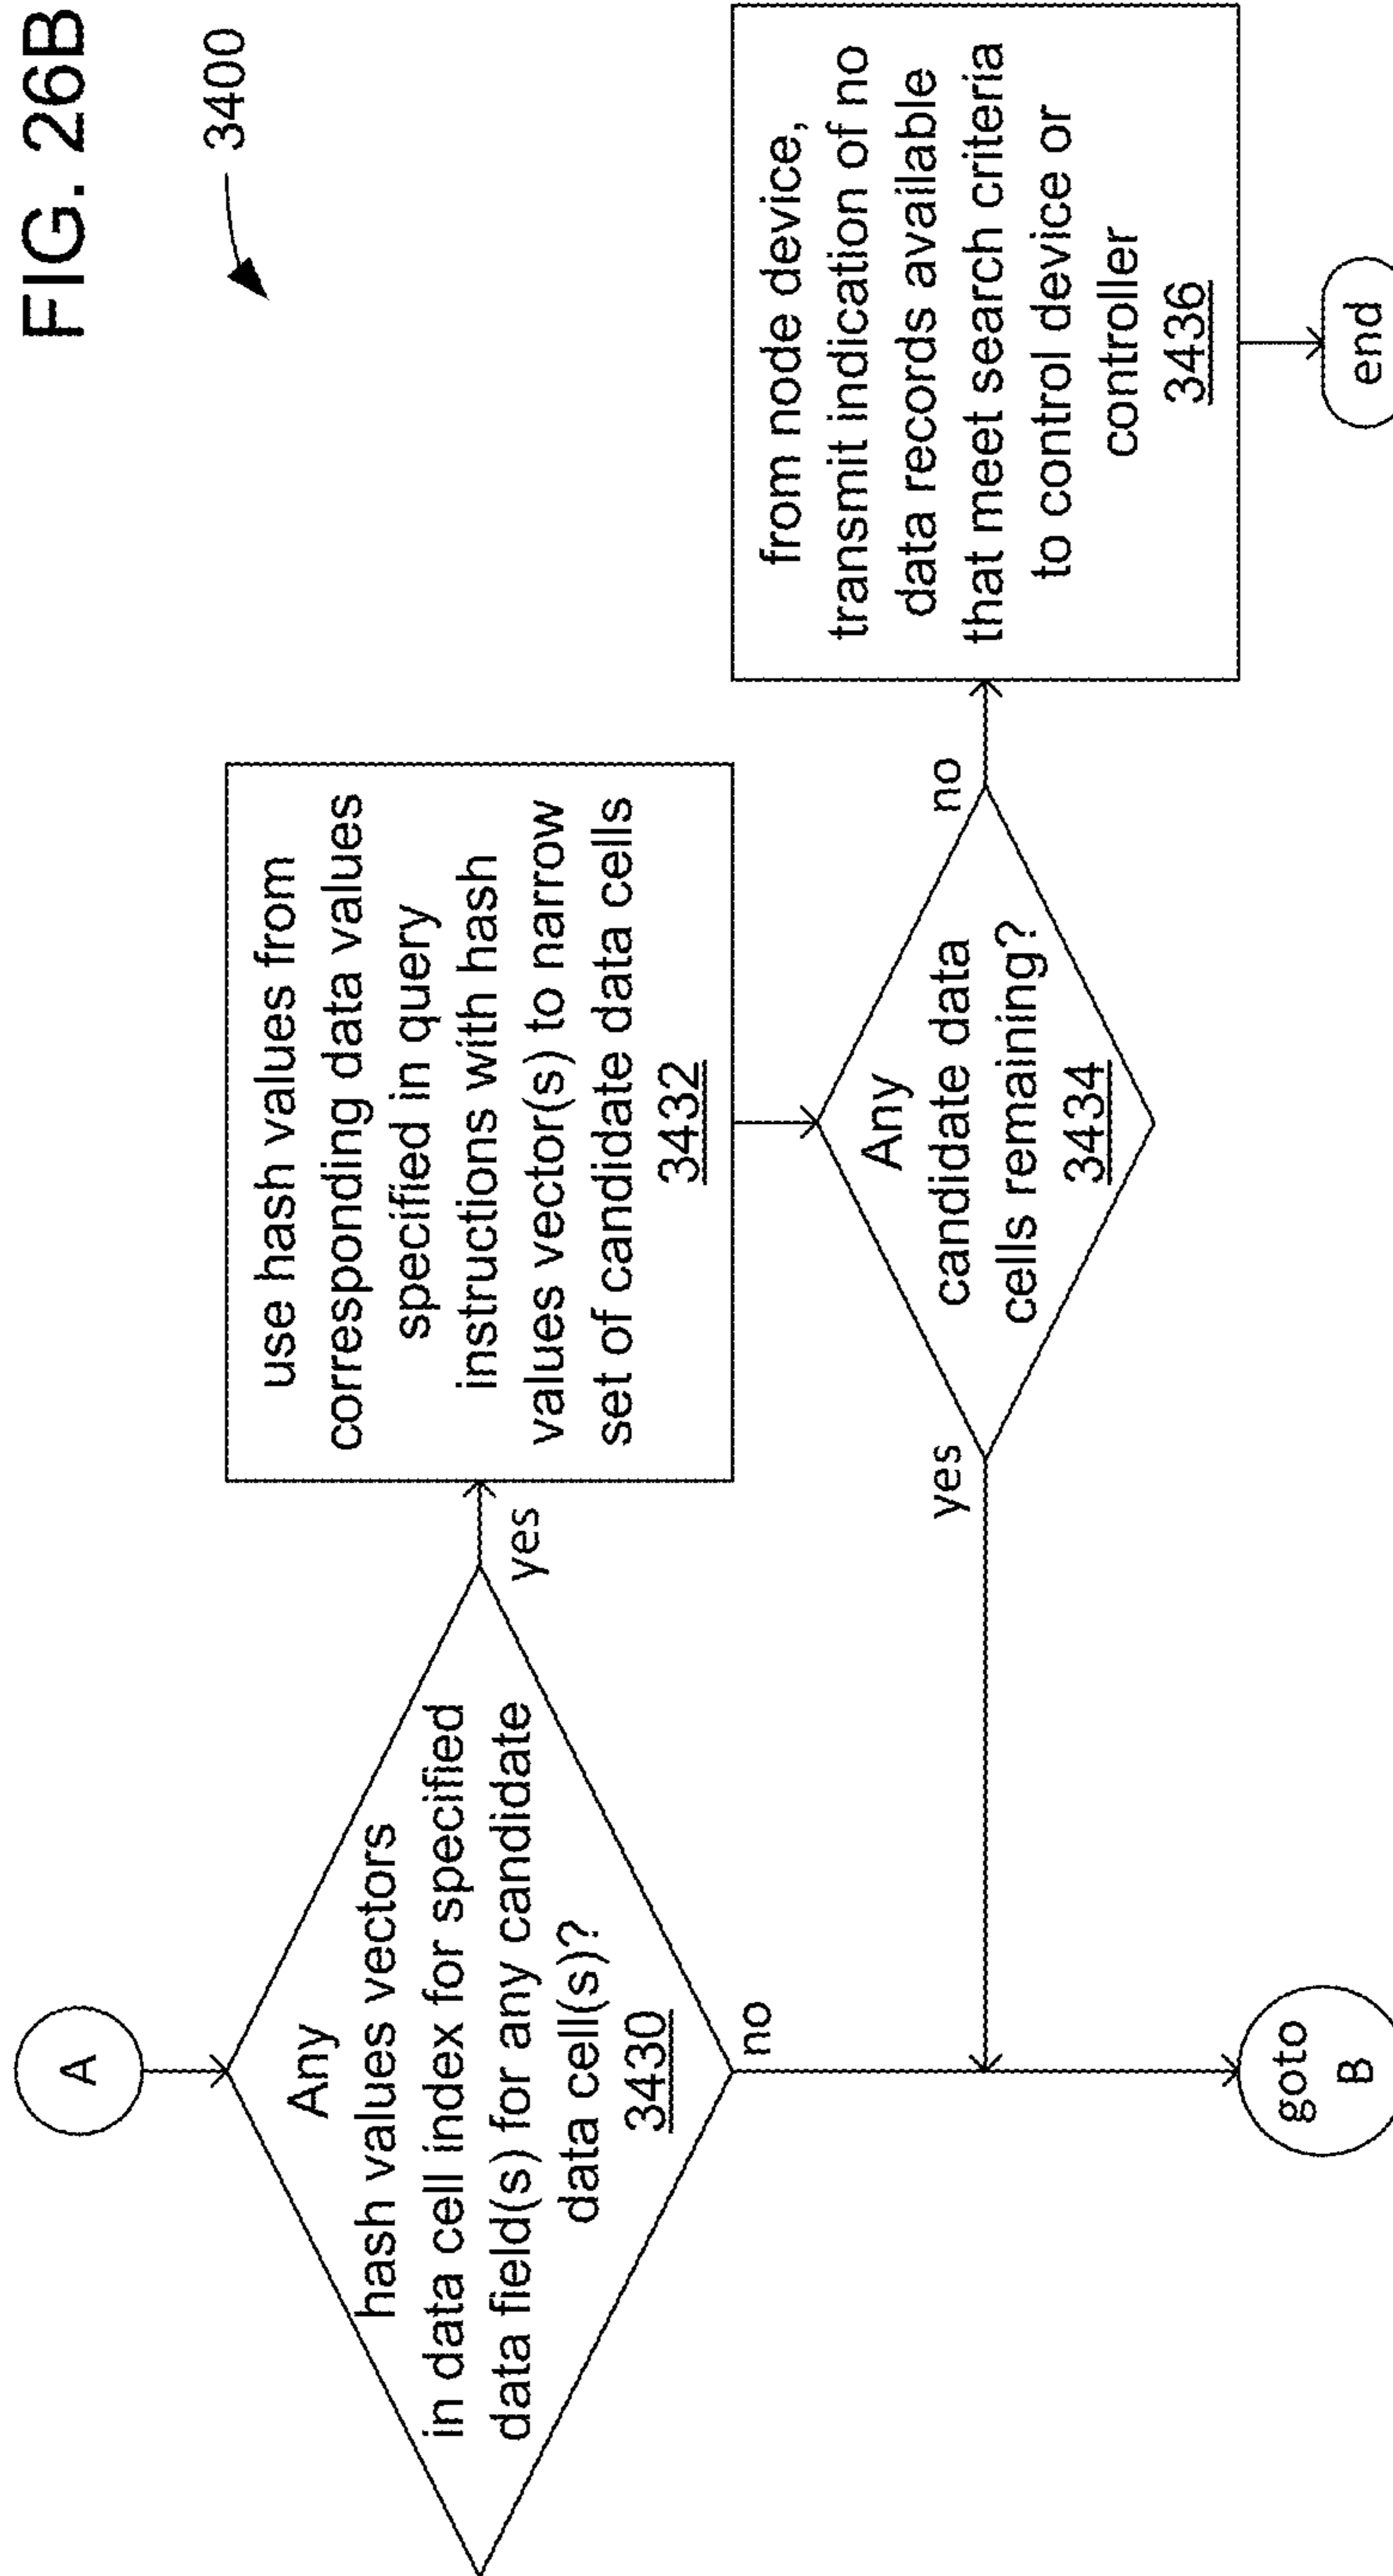 FIG. 26B
3400
A
Any
hash values vectors
in data cell index for specified
data field(s) for any candidate
data cell(s)?
3430
yes
no
use hash values from
corresponding data values
specified in query
instructions with hash
values vector(s) to narrow
set of candidate data cells
3432
Any
candidate data
cells remaining?
3434
yes
no
from node device,
transmit indication of no
data records available
that meet search criteria
to control device or
controller
3436
end
goto
B